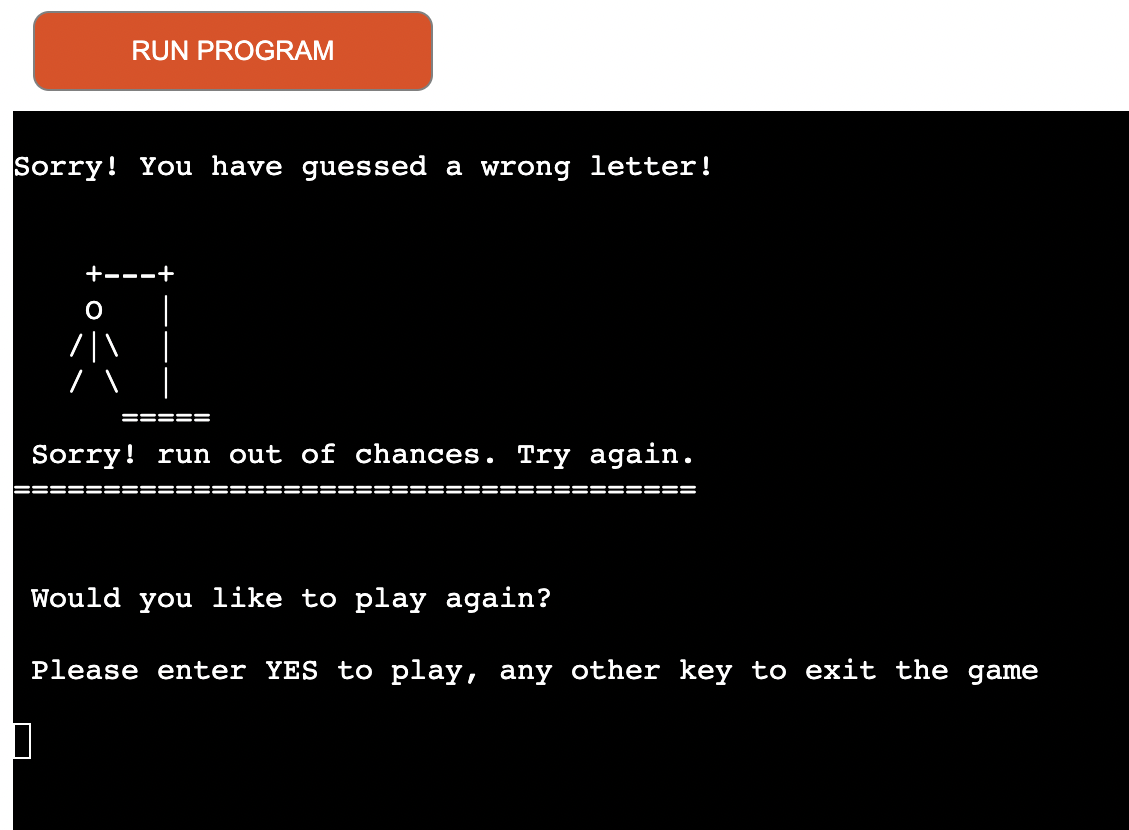 RUN PROGRAM
Sorry! You have guessed a wrong letter!
+---+
O   |
/|\  |
/ \  |
=====
Sorry! run out of chances. Try again.
======================================
Would you like to play again?
Please enter YES to play, any other key to exit the game